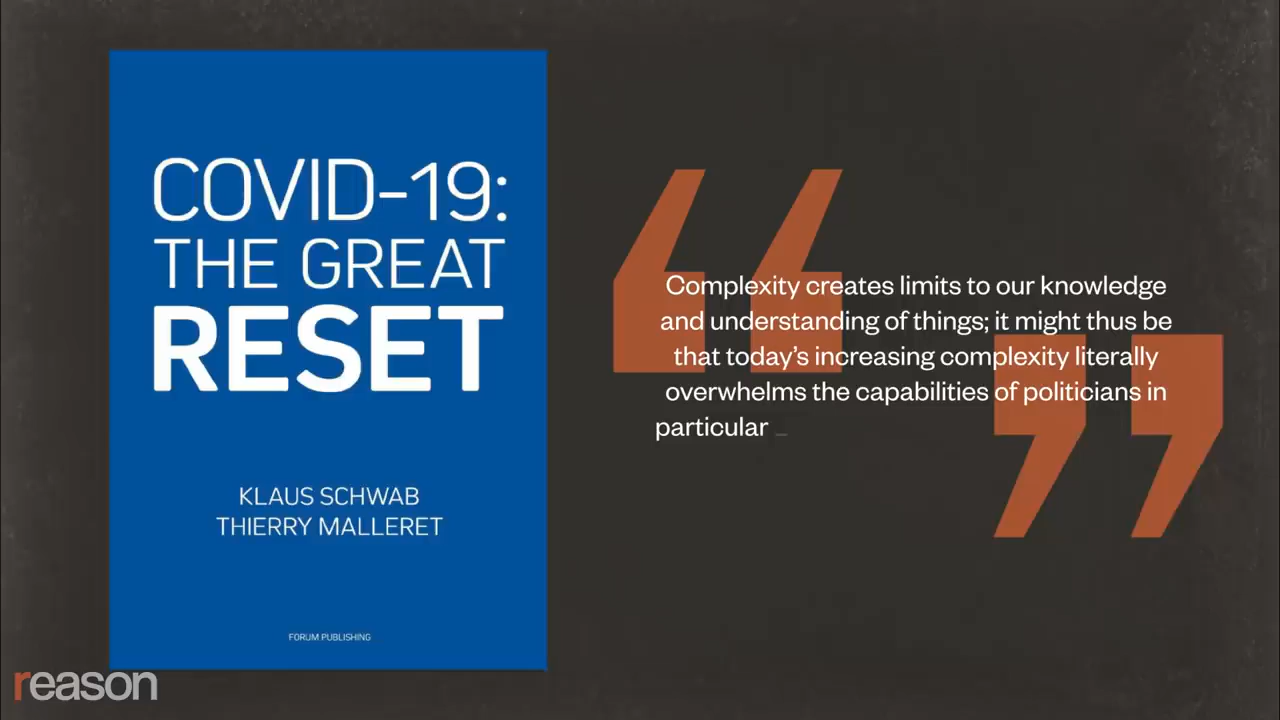 COVID-19:
THE GREAT
RESET
KLAUS SCHWAB
THIERRY MALLERET
FORUM PUBLISHING
Complexity creates limits to our knowledge
and understanding of things; it might thus be
that today's increasing complexity literally
overwhelms the capabilities of politicians in
particular _
reason